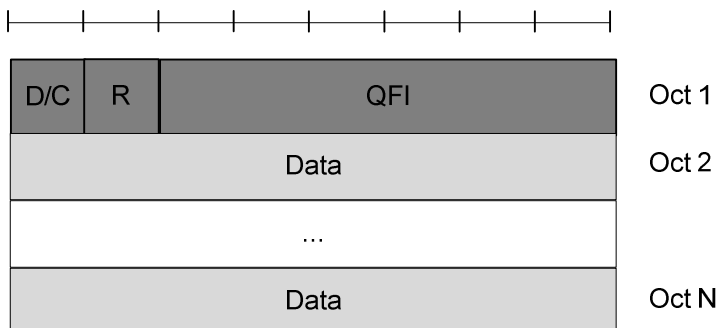 D/C R QFI Oct 1
Data Oct 2
...
Data Oct N